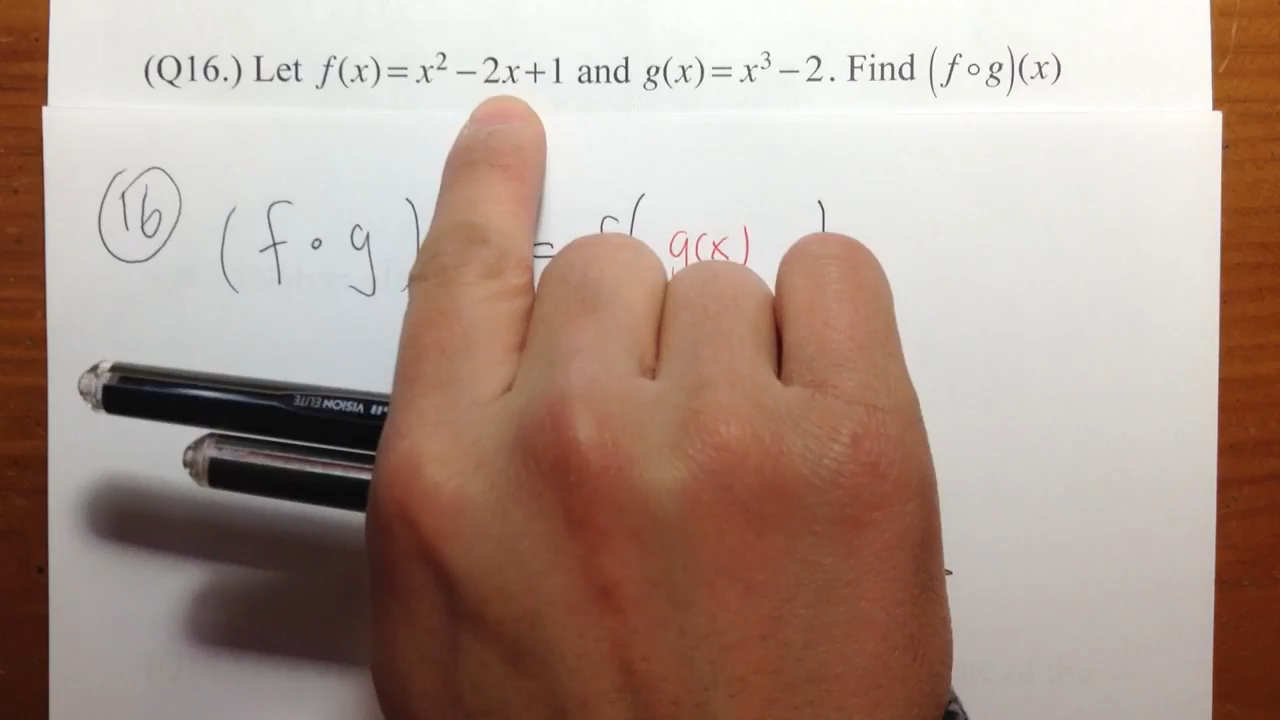 (Q16.) Let f(x)=x²−2x+1 and g(x)=x³−2. Find (f∘g)(x)
16 (f∘g) = f( g(x) )
VISION ELITE